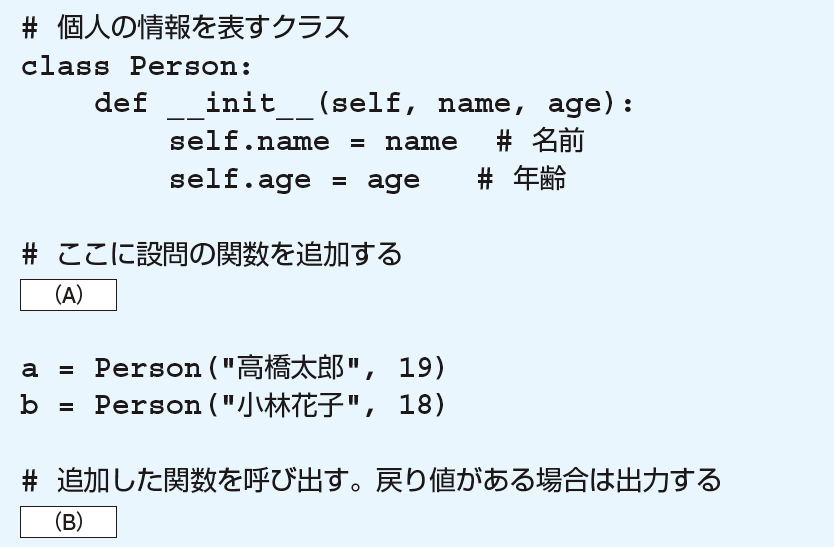 # 個人の情報を表すクラス
class Person:
    def __init__(self, name, age):
        self.name = name  # 名前
        self.age = age   # 年齢
# ここに設問の関数を追加する
（A）
a = Person("高橋太郎", 19)
b = Person("小林花子", 18)
# 追加した関数を呼び出す。戻り値がある場合は出力する
（B）